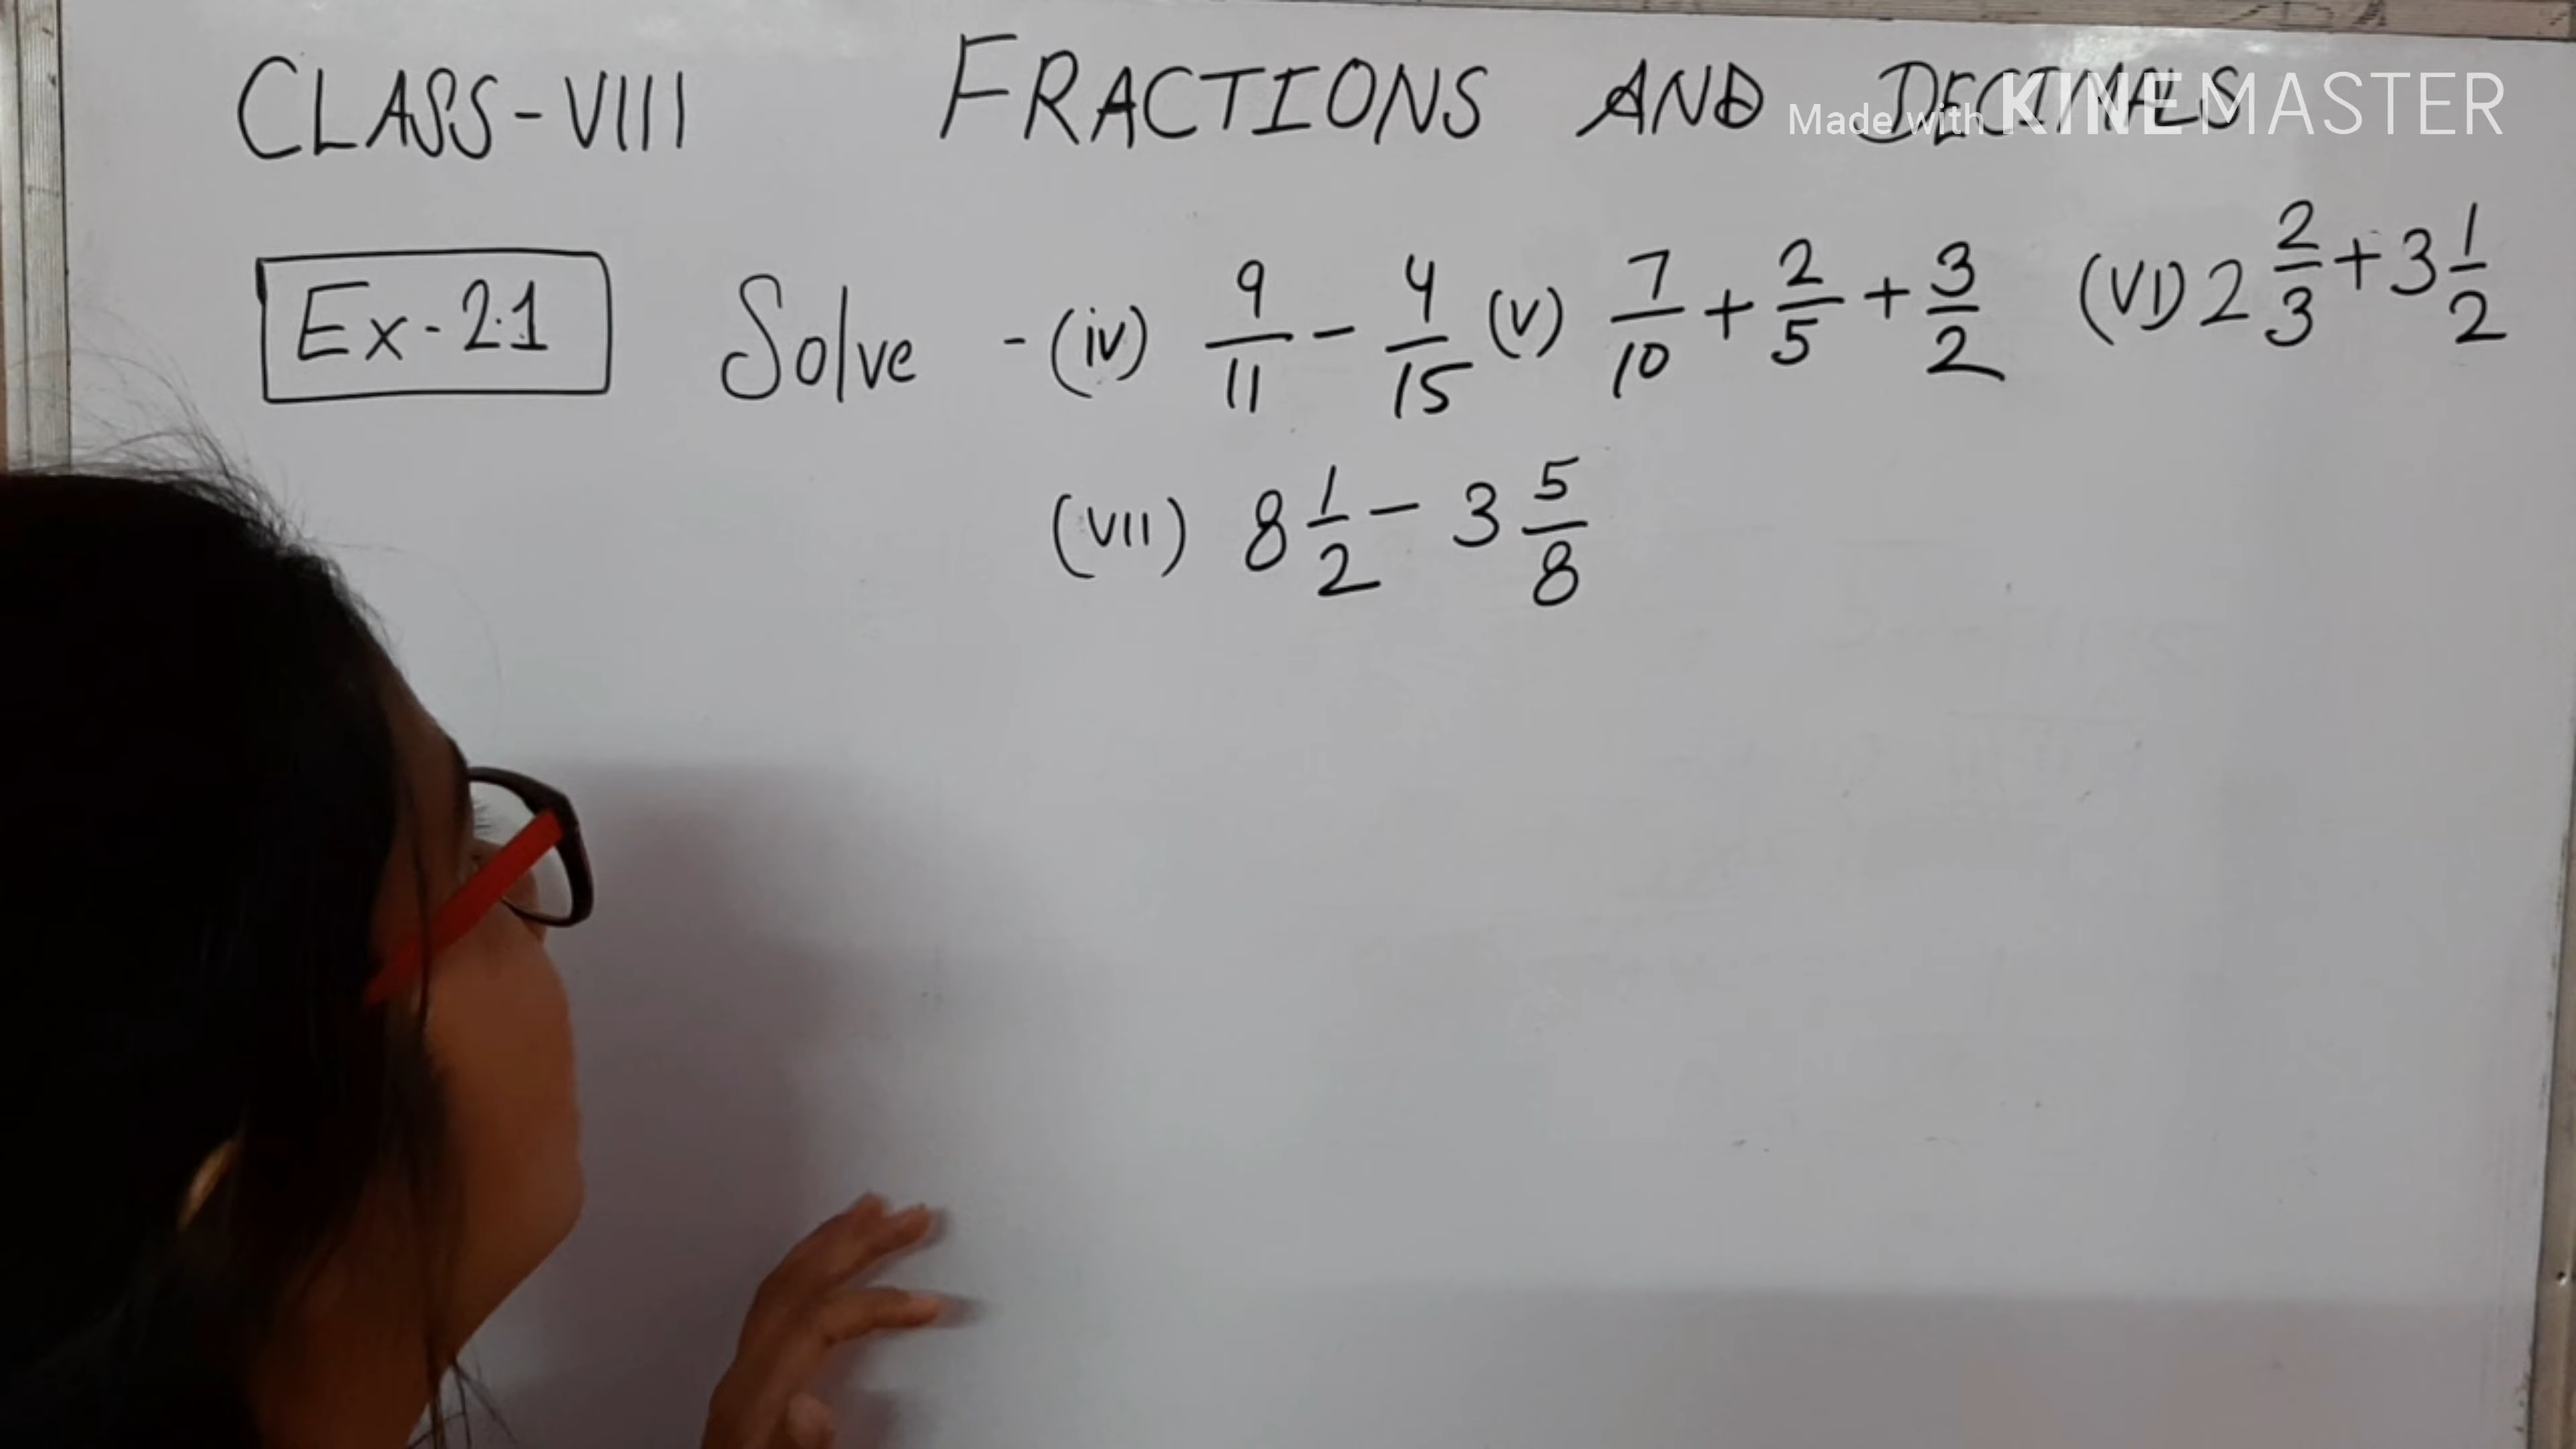 CLASS-VIII FRACTIONS AND DECIMALS
Made with KINEMASTER
Ex-2.1 Solve - (iv) 9/11 - 4/15 (v) 7/10 + 2/5 + 3/2 (VI) 2 2/3 + 3 1/2
(VII) 8 1/2 - 3 5/8